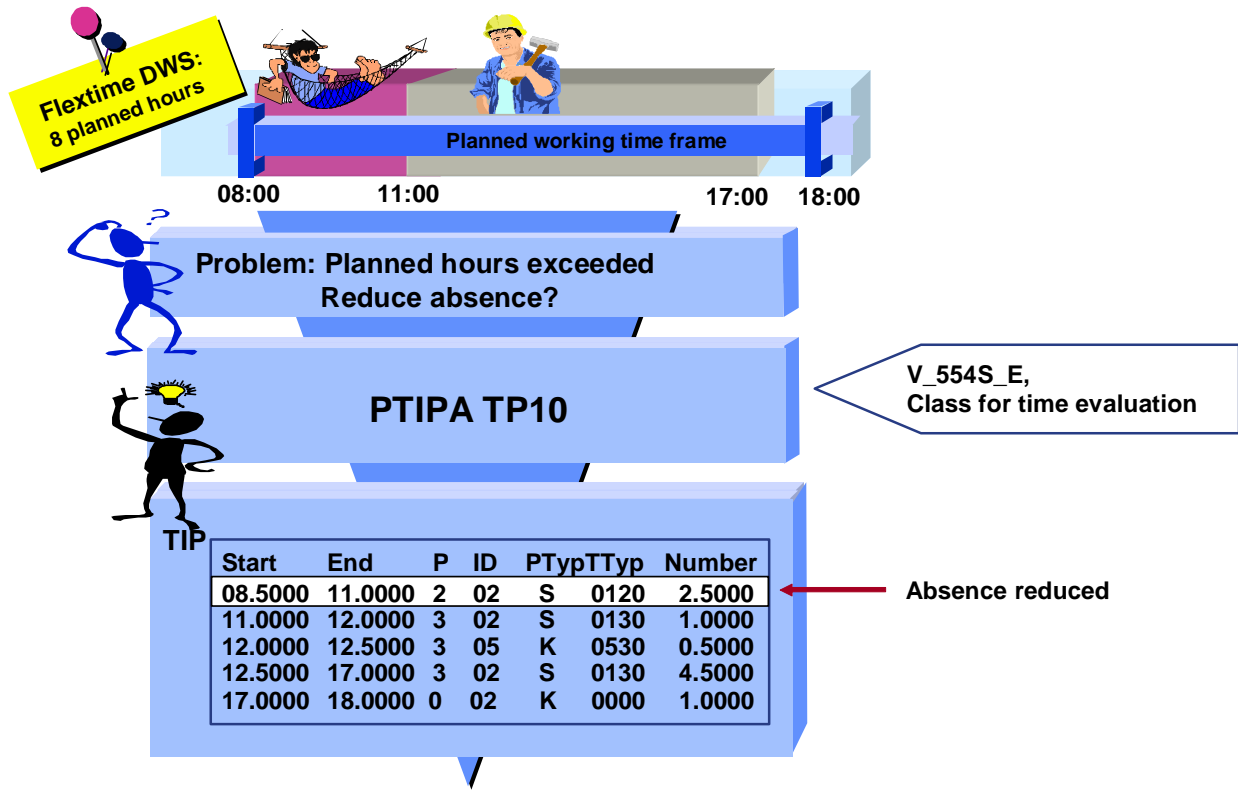 Flextime DWS:
8 planned hours
Planned working time frame
08:00 11:00 17:00 18:00
?
Problem: Planned hours exceeded
Reduce absence?
PTIPA TP10
V_554S_E,
Class for time evaluation
TIP
Start End P ID PTypTTyp Number
08.5000 11.0000 2 02 S 0120 2.5000
11.0000 12.0000 3 02 S 0130 1.0000
12.0000 12.5000 3 05 K 0530 0.5000
12.5000 17.0000 3 02 S 0130 4.5000
17.0000 18.0000 0 02 K 0000 1.0000
Absence reduced